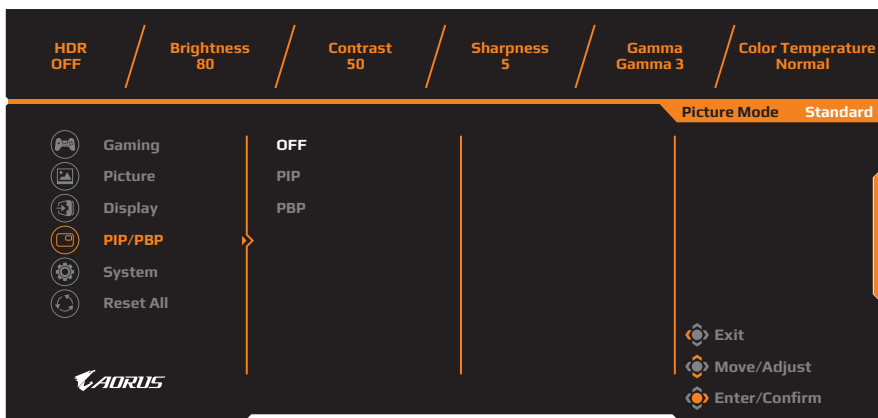 HDR Brightness Contrast Sharpness Gamma Color Temperature
OFF 80 50 5 Gamma 3 Normal
Picture Mode Standard
Gaming OFF
Picture PIP
Display PBP
PIP/PBP
System
Reset All
Exit
AORUS Move/Adjust
Enter/Confirm